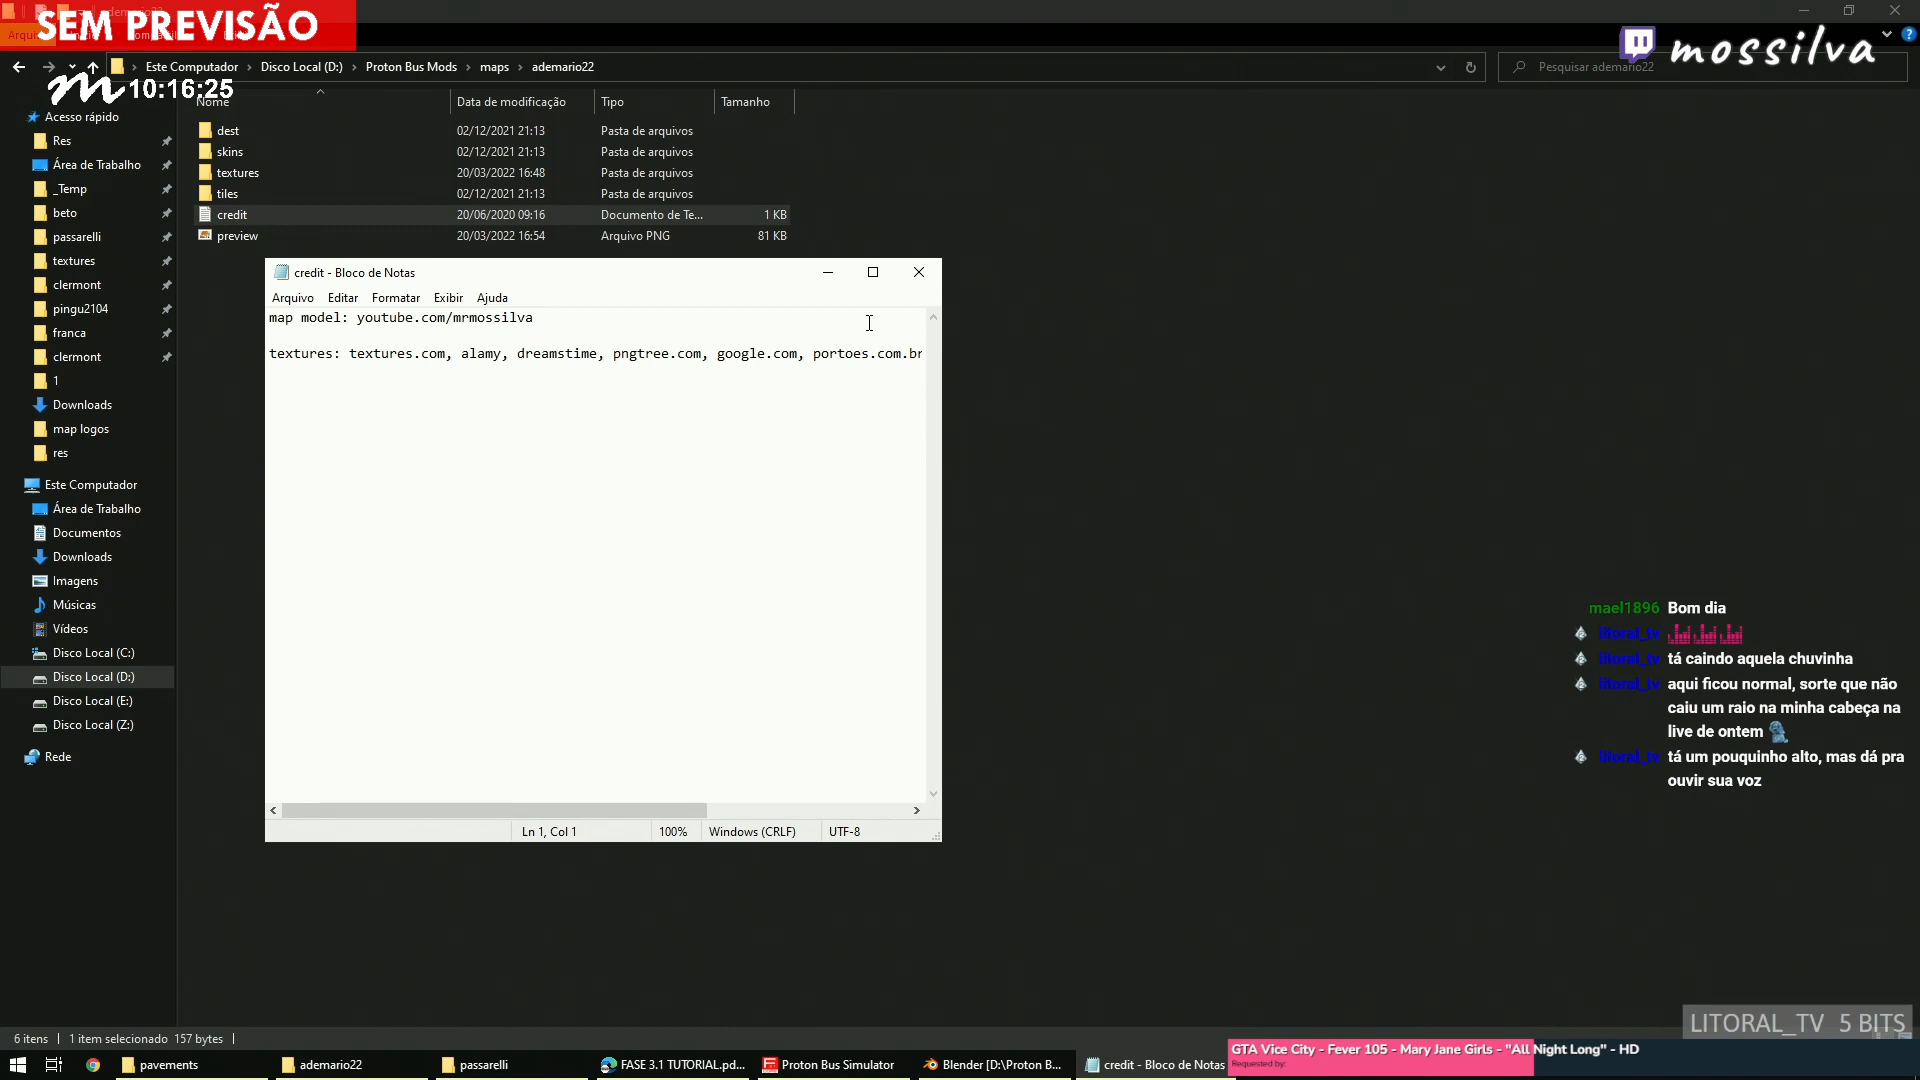 SEM PREVISÃO
mossilva
Este Computador
Disco Local (D:)
Proton Bus Mods
maps
ademario22
Pesquisar ademario22
10:16:25
Nome
Data de modificação
Tipo
Tamanho
Acesso rápido
Res
Área de Trabalho
_Temp
beto
passarelli
textures
clermont
pingu2104
franca
clermont
1
Downloads
map logos
res
Este Computador
Área de Trabalho
Documentos
Downloads
Imagens
Músicas
Vídeos
Disco Local (C:)
Disco Local (D:)
Disco Local (E:)
Disco Local (Z:)
Rede
dest 02/12/2021 21:13 Pasta de arquivos
skins 02/12/2021 21:13 Pasta de arquivos
textures 20/03/2022 16:48 Pasta de arquivos
tiles 02/12/2021 21:13 Pasta de arquivos
credit 20/06/2020 09:16 Documento de Te... 1 KB
preview 20/03/2022 16:54 Arquivo PNG 81 KB
credit - Bloco de Notas
Arquivo Editar Formatar Exibir Ajuda
map model: youtube.com/mrmossilva
textures: textures.com, alamy, dreamstime, pngtree.com, google.com, portoes.com.br
Ln 1, Col 1 100% Windows (CRLF) UTF-8
mael1896 Bom dia
litoral_tv
litoral_tv tá caindo aquela chuvinha
litoral_tv aqui ficou normal, sorte que não
caiu um raio na minha cabeça na
live de ontem
litoral_tv tá um pouquinho alto, mas dá pra
ouvir sua voz
LITORAL_TV 5 BITS
6 itens 1 item selecionado 157 bytes
pavements
ademario22
passarelli
FASE 3.1 TUTORIAL.pd...
Proton Bus Simulator
Blender [D:\Proton B...
credit - Bloco de Notas
GTA Vice City - Fever 105 - Mary Jane Girls - "All Night Long" - HD
Requested by: